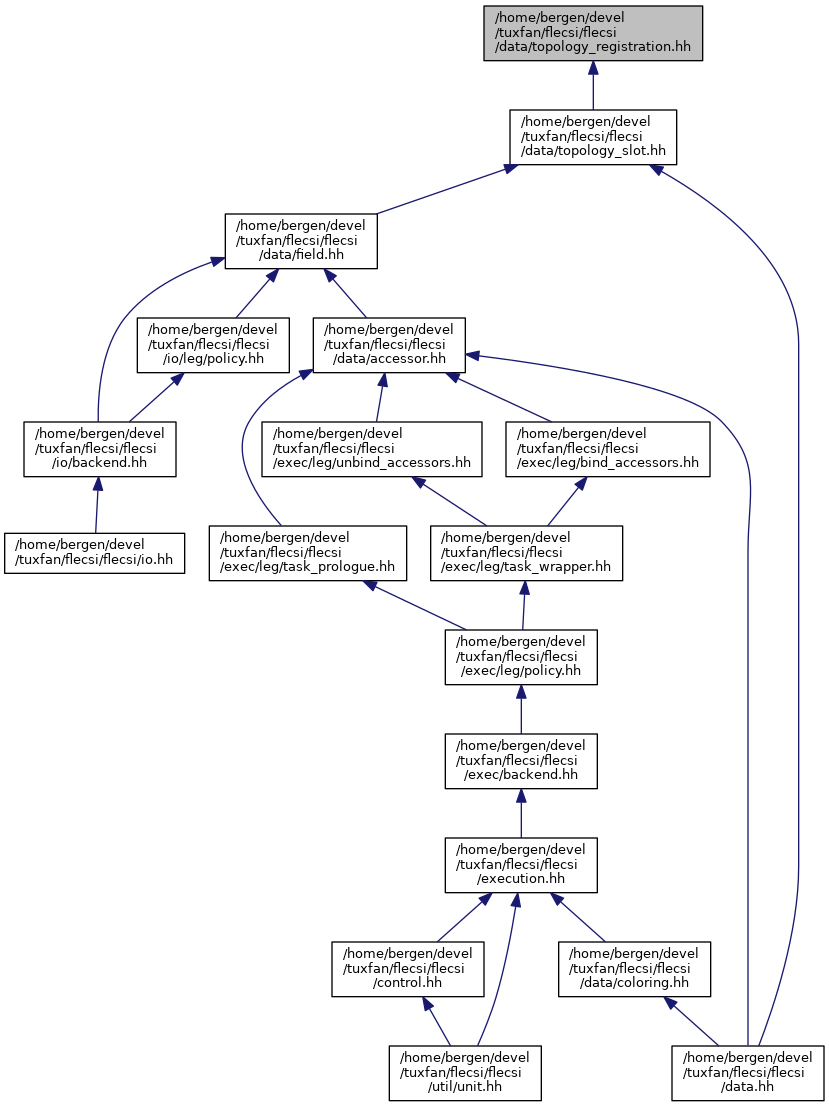 /home/bergen/devel
/tuxfan/flecsi/flecsi
/data/topology_registration.hh
/home/bergen/devel
/tuxfan/flecsi/flecsi
/data/topology_slot.hh
/home/bergen/devel
/tuxfan/flecsi/flecsi
/data/field.hh
/home/bergen/devel
/tuxfan/flecsi/flecsi
/io/leg/policy.hh
/home/bergen/devel
/tuxfan/flecsi/flecsi
/data/accessor.hh
/home/bergen/devel
/tuxfan/flecsi/flecsi
/io/backend.hh
/home/bergen/devel
/tuxfan/flecsi/flecsi
/exec/leg/unbind_accessors.hh
/home/bergen/devel
/tuxfan/flecsi/flecsi
/exec/leg/bind_accessors.hh
/home/bergen/devel
/tuxfan/flecsi/flecsi/io.hh
/home/bergen/devel
/tuxfan/flecsi/flecsi
/exec/leg/task_prologue.hh
/home/bergen/devel
/tuxfan/flecsi/flecsi
/exec/leg/task_wrapper.hh
/home/bergen/devel
/tuxfan/flecsi/flecsi
/exec/leg/policy.hh
/home/bergen/devel
/tuxfan/flecsi/flecsi
/exec/backend.hh
/home/bergen/devel
/tuxfan/flecsi/flecsi
/execution.hh
/home/bergen/devel
/tuxfan/flecsi/flecsi
/control.hh
/home/bergen/devel
/tuxfan/flecsi/flecsi
/data/coloring.hh
/home/bergen/devel
/tuxfan/flecsi/flecsi
/util/unit.hh
/home/bergen/devel
/tuxfan/flecsi/flecsi
/data.hh